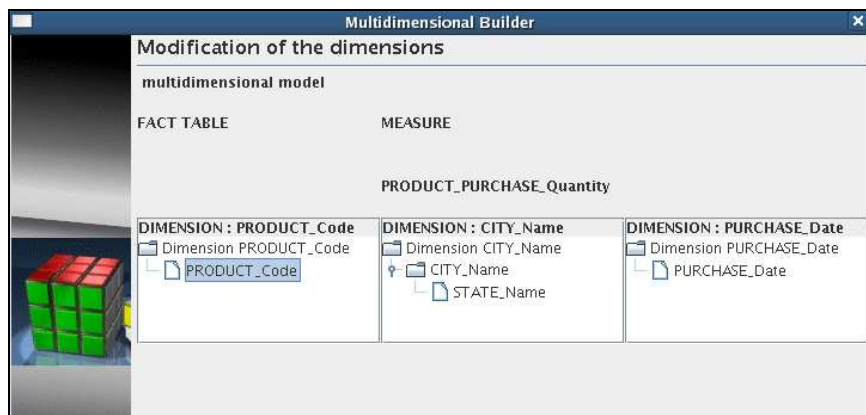 Multidimensional Builder
Modification of the dimensions
multidimensional model
FACT TABLE
MEASURE
PRODUCT_PURCHASE_Quantity
DIMENSION : PRODUCT_Code
Dimension PRODUCT_Code
PRODUCT_Code
DIMENSION : CITY_Name
Dimension CITY_Name
CITY_Name
STATE_Name
DIMENSION : PURCHASE_Date
Dimension PURCHASE_Date
PURCHASE_Date